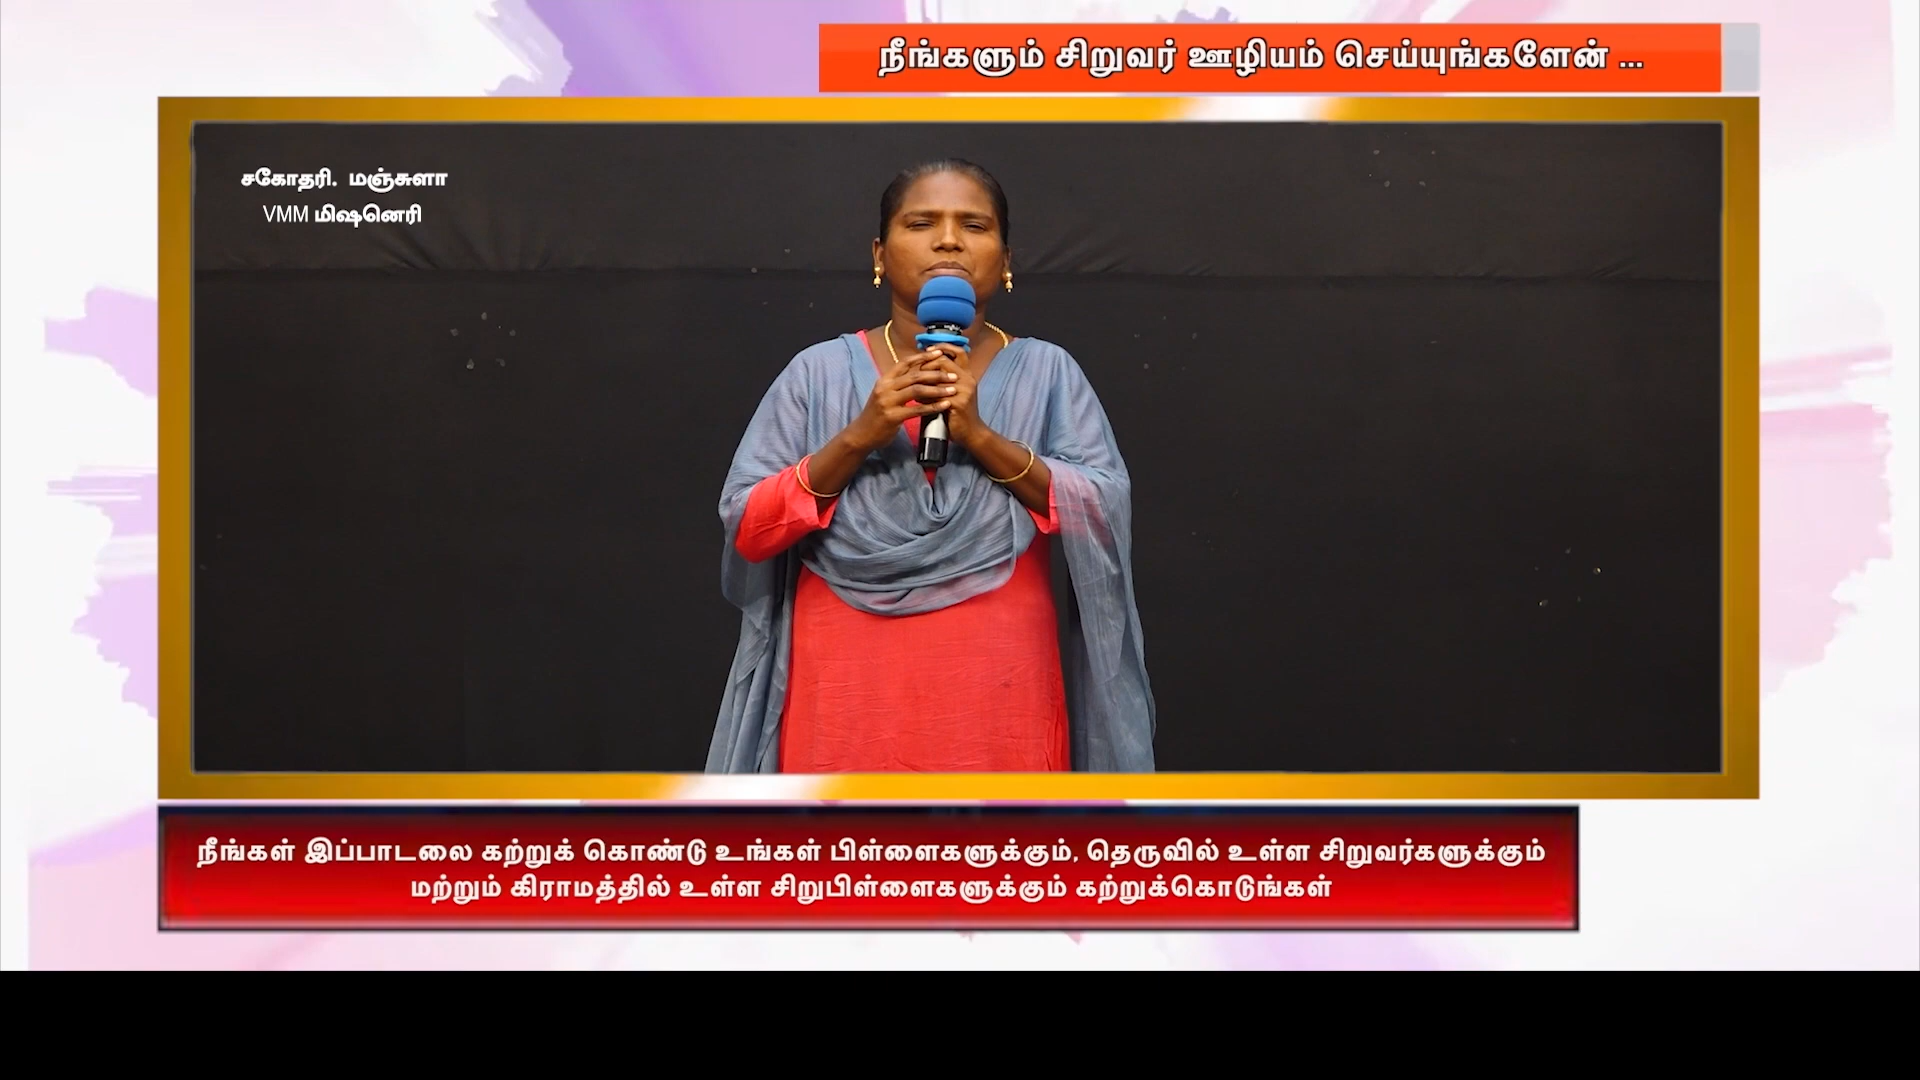 நீங்களும் சிறுவர் ஊழியம் செய்யுங்களேன் ...
சகோதரி. மஞ்சுளா
VMM மிஷனெரி
நீங்கள் இப்பாடலை கற்றுக் கொண்டு உங்கள் பிள்ளைகளுக்கும், தெருவில் உள்ள சிறுவர்களுக்கும்
மற்றும் கிராமத்தில் உள்ள சிறுபிள்ளைகளுக்கும் கற்றுக்கொடுங்கள்